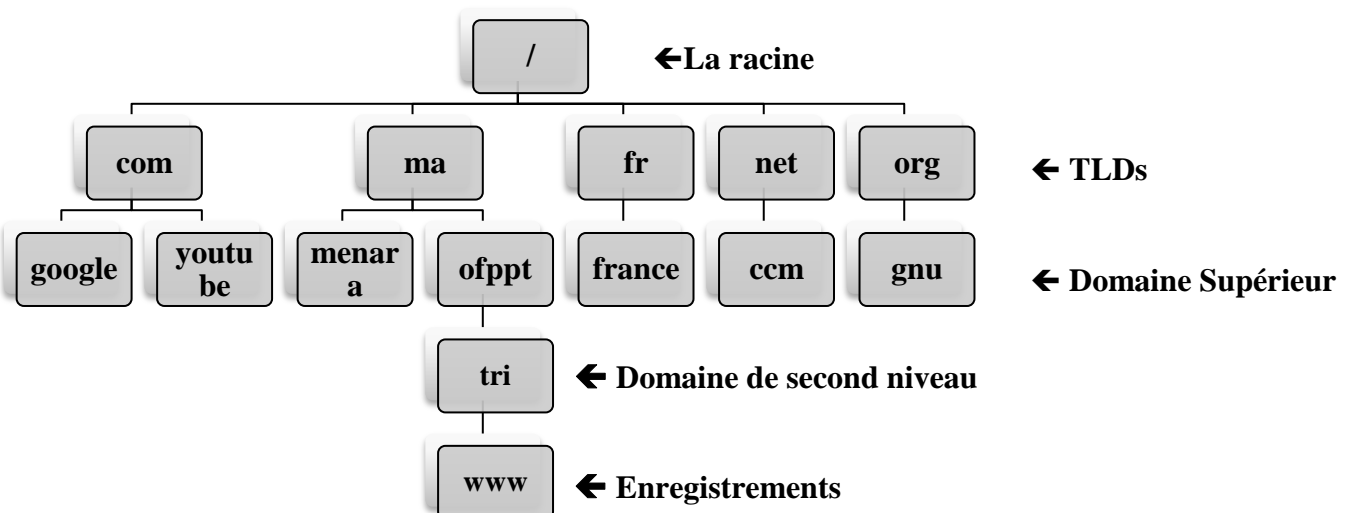 / 🡰La racine
com ma fr net org 🡰 TLDs
google youtu
be menar
a ofppt france ccm gnu 🡰 Domaine Supérieur
tri 🡰 Domaine de second niveau
www 🡰 Enregistrements